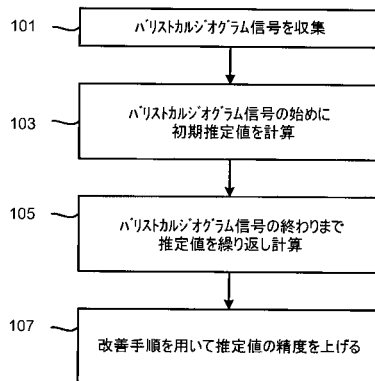 101
バリストカルジオグラム信号を収集
103
バリストカルジオグラム信号の始めに
初期推定値を計算
105
バリストカルジオグラム信号の終わりまで
推定値を繰り返し計算
107
改善手順を用いて推定値の精度を上げる